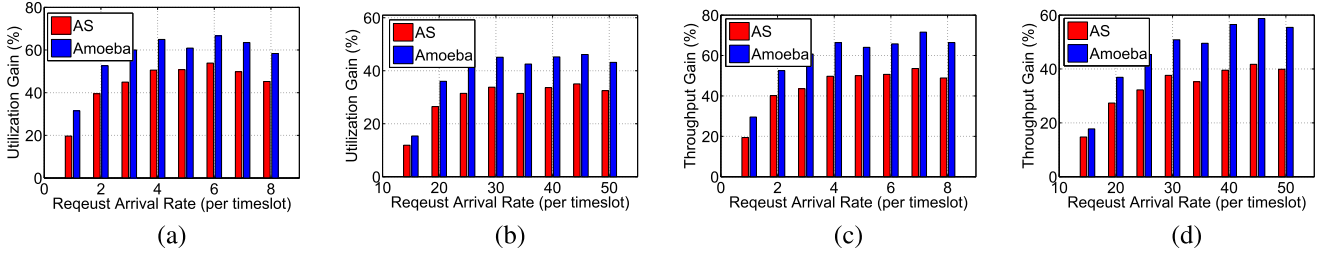 Utilization Gain (%)
80
60
40
20
0
AS
Amoeba
0 2 4 6 8
Reqeust Arrival Rate (per timeslot)
(a)
Utilization Gain (%)
60
40
20
0
AS
Amoeba
10 20 30 40 50
Reqeust Arrival Rate (per timeslot)
(b)
Throughput Gain (%)
80
60
40
20
0
AS
Amoeba
0 2 4 6 8
Reqeust Arrival Rate (per timeslot)
(c)
Throughput Gain (%)
60
40
20
0
AS
Amoeba
10 20 30 40 50
Reqeust Arrival Rate (per timeslot)
(d)